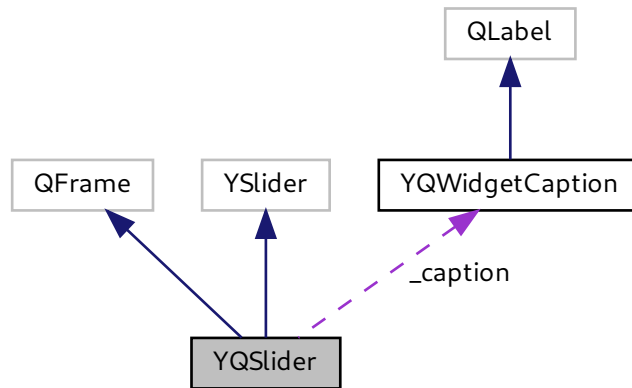 QLabel
QFrame
YSlider
YQWidgetCaption
_caption
YQSlider